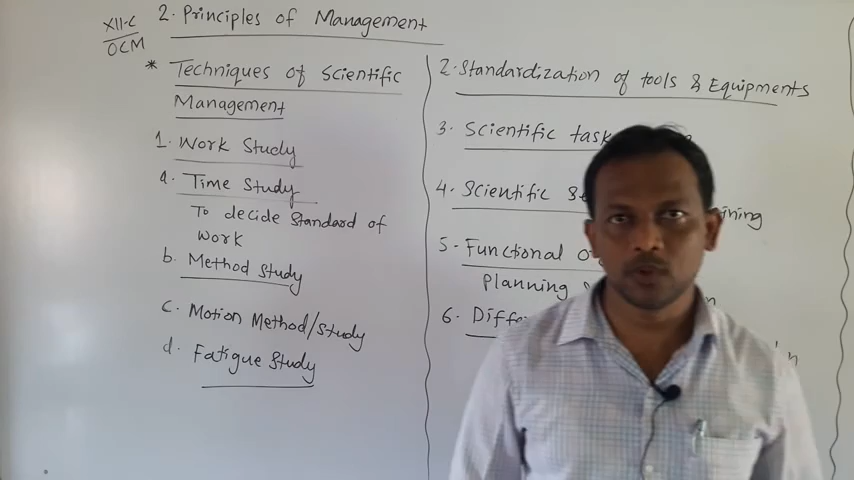 XII-C
OCM
2. Principles of Management
* Techniques of Scientific
Management
1. Work Study
a. Time Study
To decide Standard of
Work
b. Method Study
c. Motion Method/Study
d. Fatigue Study
2. Standardization of tools & Equipments
3. Scientific task
4. Scientific
5. Functional
Planning
6.